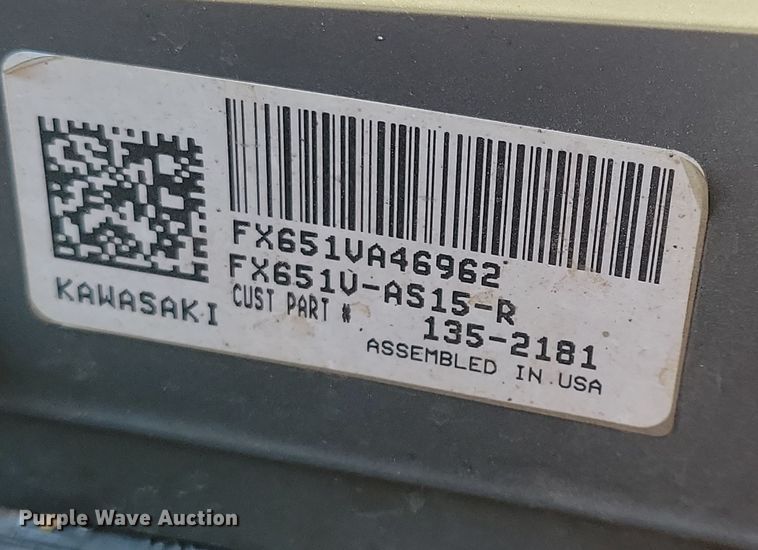 FX651VA46962
FX651V-AS15-R
KAWASAKI
CUST PART # 135-2181
ASSEMBLED IN USA
Purple Wave Auction